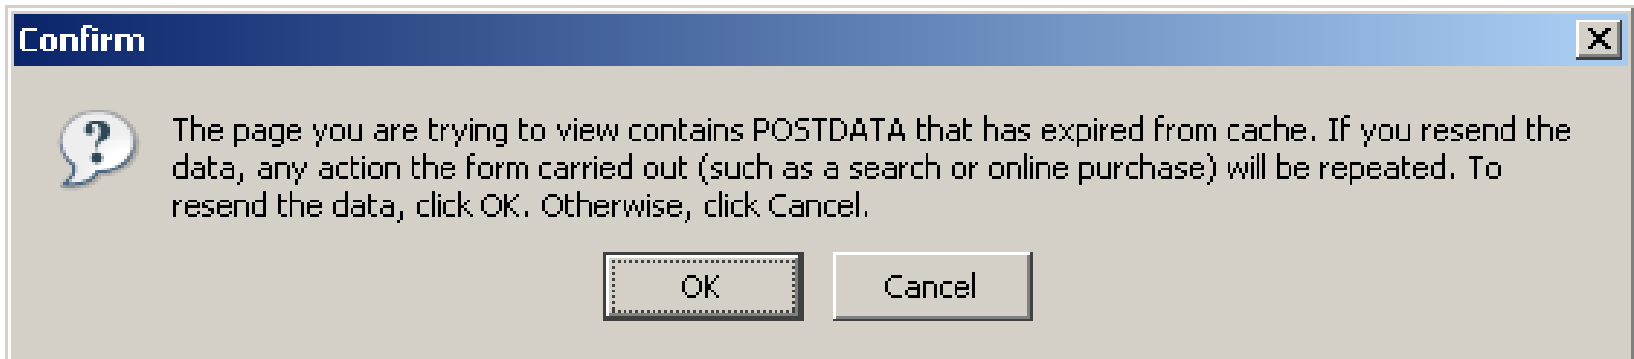 Confirm
The page you are trying to view contains POSTDATA that has expired from cache. If you resend the
data, any action the form carried out (such as a search or online purchase) will be repeated. To
resend the data, click OK. Otherwise, click Cancel.
OK Cancel